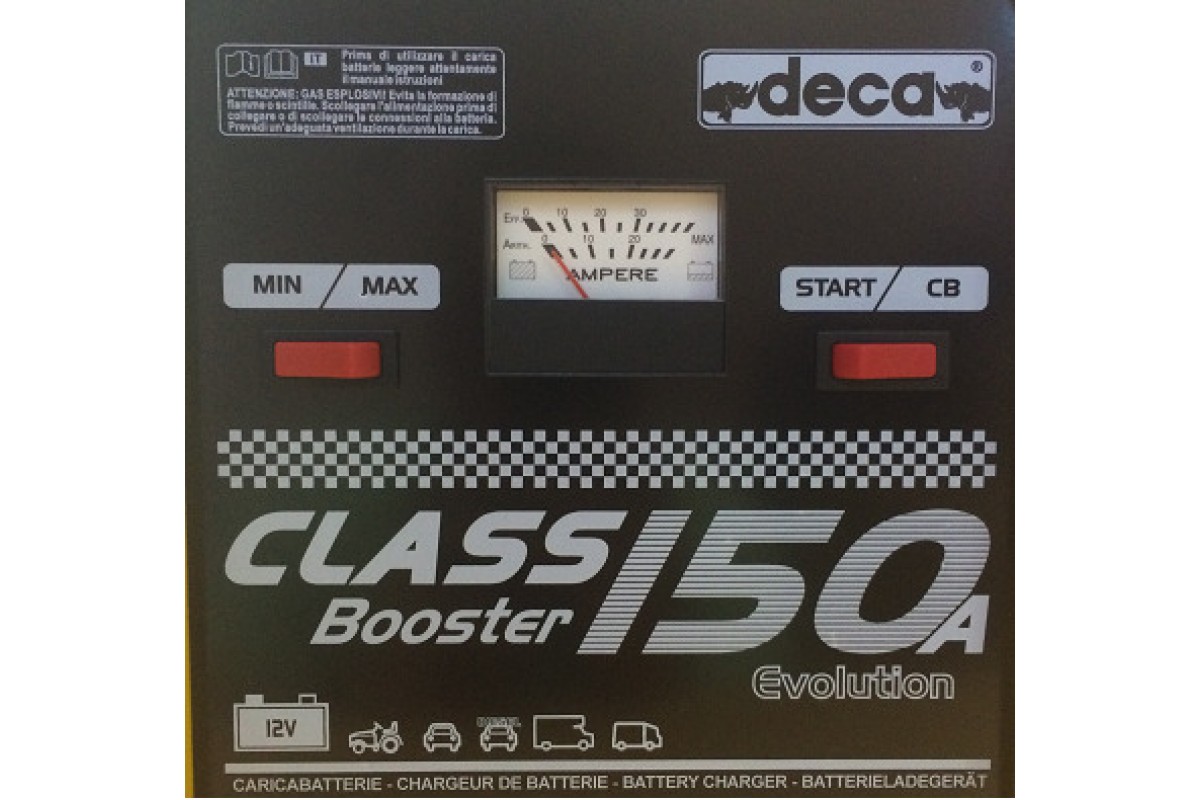 IT
Prima di utilizzare il carica
batterie leggere attentamente
il manuale istruzioni
ATTENZIONE: GAS ESPLOSIVI! Evita la formazione di
fiamme o scintille. Scollegare l'alimentazione prima di
collegare o di scollegare le connessioni alla batteria.
Prevedi un'adeguata ventilazione durante la carica.
deca®
Eff. 0 10 20 30
Arith. 0 10 20 MAX
AMPERE
MIN / MAX
START / CB
CLASS 150A
Booster
Evolution
12V
CARICABATTERIE - CHARGEUR DE BATTERIE - BATTERY CHARGER - BATTERIELADEGERÄT